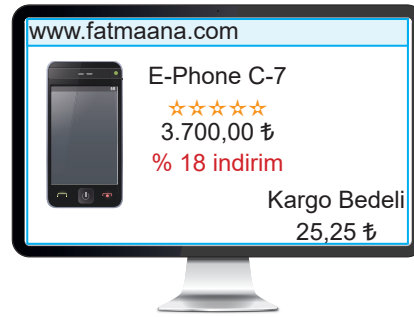 www.fatmaana.com
E-Phone C-7
3.700,00 ₺
% 18 indirim
Kargo Bedeli
25,25 ₺